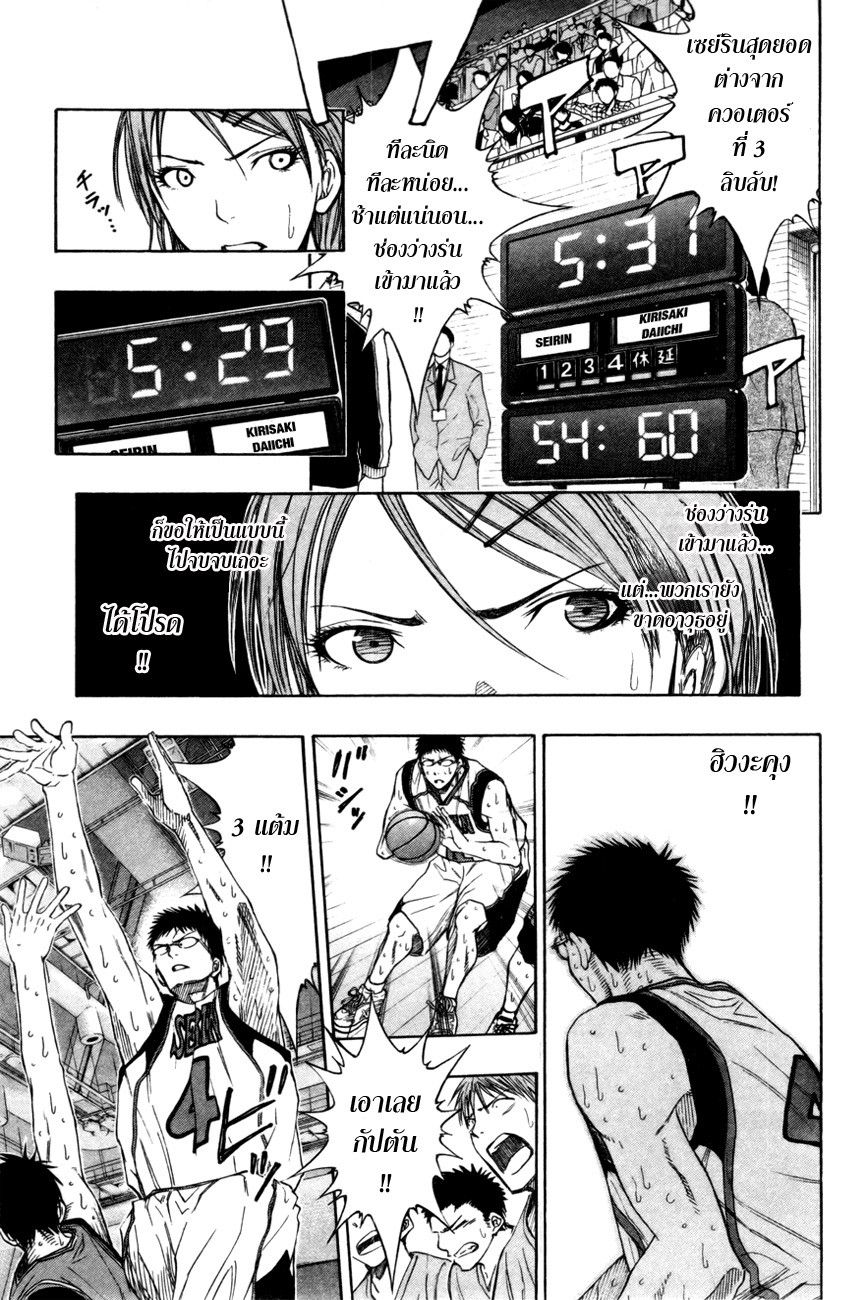 เซย์รินสุดยอด
ต่างจาก
ควอเตอร์
ที่ 3
ลิบลับ!
ทีละนิด
ทีละหน่อย...
ช้าแต่แน่นอน...
ช่องว่างร่น
เข้ามาแล้ว
!!
ア
ア
ア
5:31
SEIRIN
KIRISAKI
DAIICHI
1 2 3 4 休 延
54: 60
チラッ…
5:29
SEIRIN
KIRISAKI
DAIICHI
ช่องว่างร่น
เข้ามาแล้ว...
แต่...พวกเรายัง
ขาดอาวุธอยู่
ก็ขอให้เป็นแบบนี้
ไปจบจบเถอะ
ได้โปรด
!!
ฮิวงะคุง
!!
3 แต้ม
!!
SEIRIN
4
ビ
เอาเลย
กัปตัน
!!